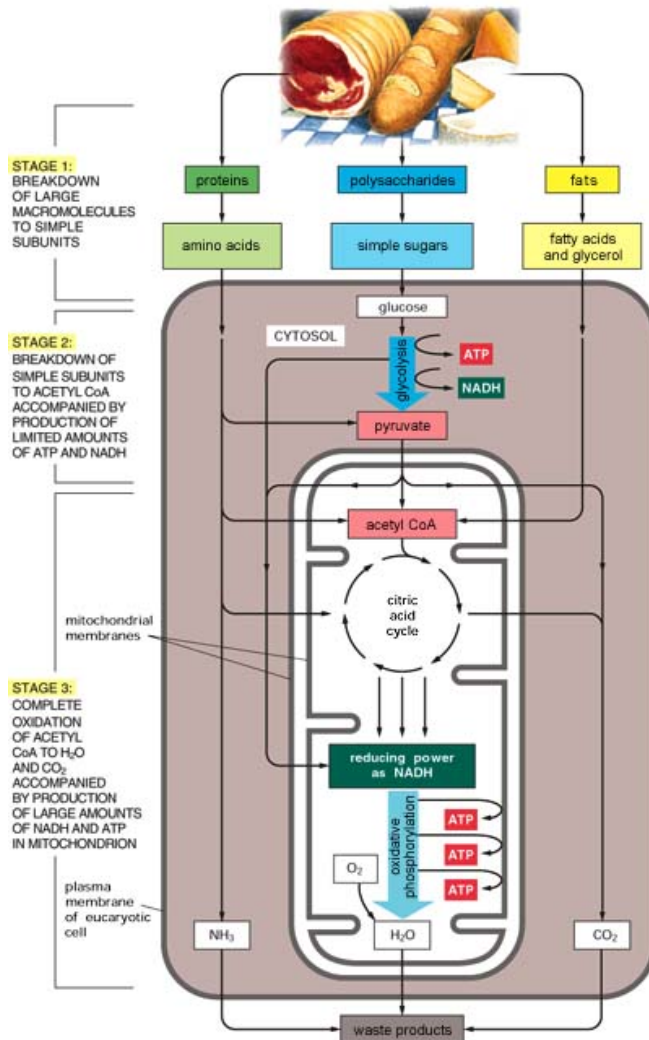 STAGE 1:
BREAKDOWN
OF LARGE
MACROMOLECULES
TO SIMPLE
SUBUNITS
proteins
polysaccharides
fats
amino acids
simple sugars
fatty acids
and glycerol
STAGE 2:
BREAKDOWN OF
SIMPLE SUBUNITS
TO ACETYL CoA
ACCOMPANIED BY
PRODUCTION OF
LIMITED AMOUNTS
OF ATP AND NADH
glucose
CYTOSOL
glycolysis
ATP
NADH
pyruvate
acetyl CoA
citric
acid
cycle
mitochondrial
membranes
STAGE 3:
COMPLETE
OXIDATION
OF ACETYL
CoA TO H₂O
AND CO₂
ACCOMPANIED
BY PRODUCTION
OF LARGE AMOUNTS
OF NADH AND ATP
IN MITOCHONDRION
reducing power
as NADH
oxidative
phosphorylation
ATP
ATP
ATP
O₂
plasma
membrane
of eucaryotic
cell
NH₃
H₂O
CO₂
waste products